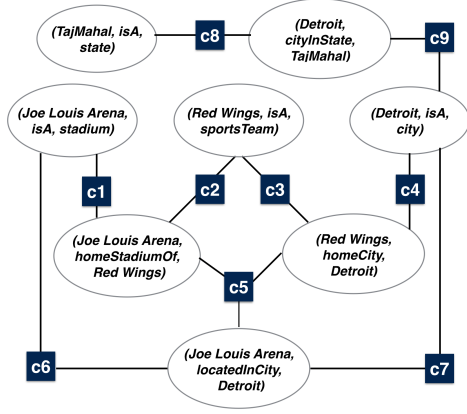 (TajMahal, isA,
state)
c8
(Detroit,
cityInState,
TajMahal)
c9
(Joe Louis Arena,
isA, stadium)
(Red Wings, isA,
sportsTeam)
(Detroit, isA,
city)
c1
c2
c3
c4
(Joe Louis Arena,
homeStadiumOf,
Red Wings)
(Red Wings,
homeCity,
Detroit)
c5
c6
(Joe Louis Arena,
locatedInCity,
Detroit)
c7